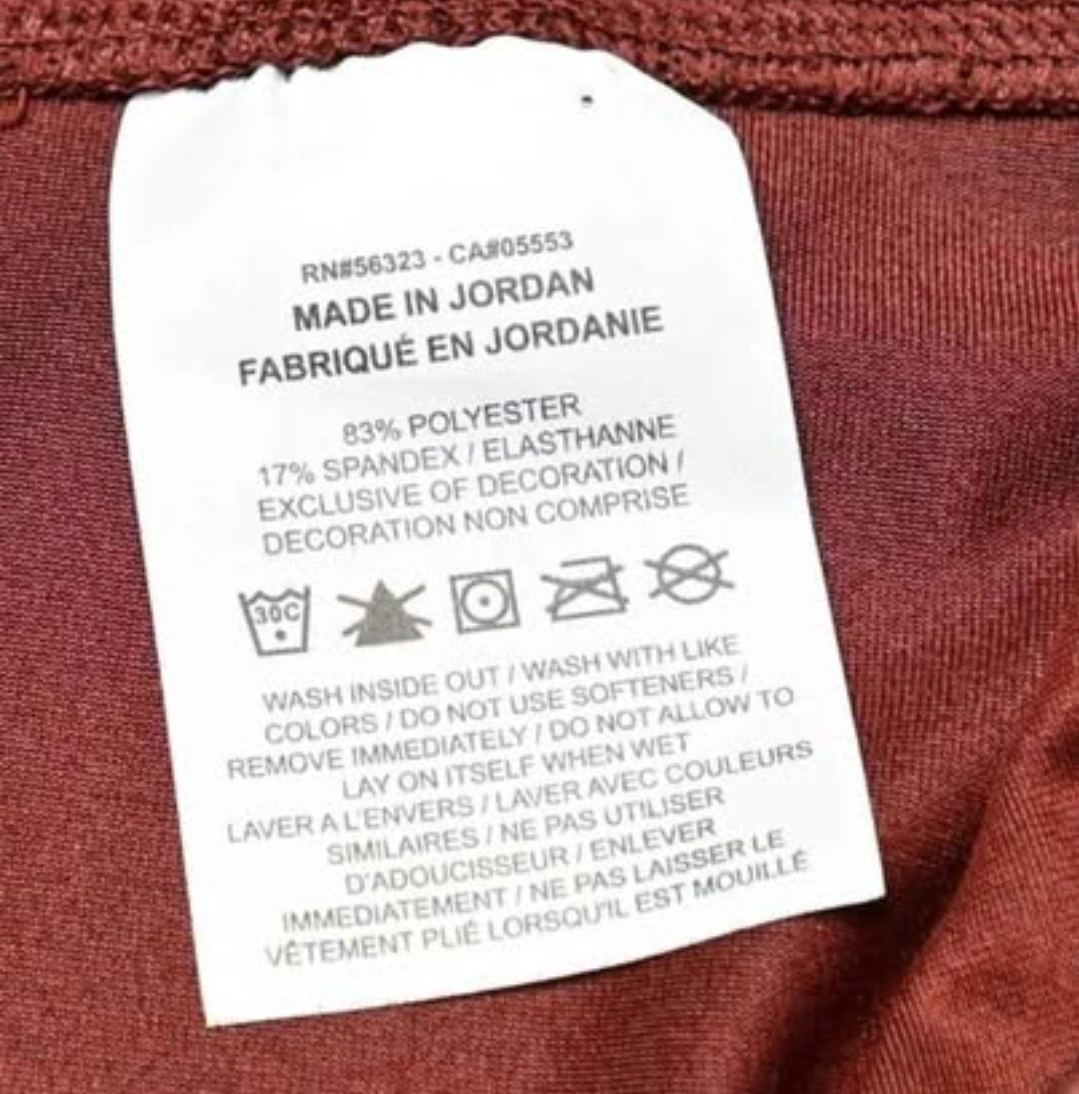 RN#56323 - CA#05553
MADE IN JORDAN
FABRIQUÉ EN JORDANIE
83% POLYESTER
17% SPANDEX / ELASTHANNE
EXCLUSIVE OF DECORATION /
DECORATION NON COMPRISE
30C
WASH INSIDE OUT / WASH WITH LIKE
COLORS / DO NOT USE SOFTENERS /
REMOVE IMMEDIATELY / DO NOT ALLOW TO
LAY ON ITSELF WHEN WET
LAVER A L'ENVERS / LAVER AVEC COULEURS
SIMILAIRES / NE PAS UTILISER
D'ADOUCISSEUR / ENLEVER
IMMEDIATEMENT / NE PAS LAISSER LE
VÊTEMENT PLIÉ LORSQU'IL EST MOUILLÉ